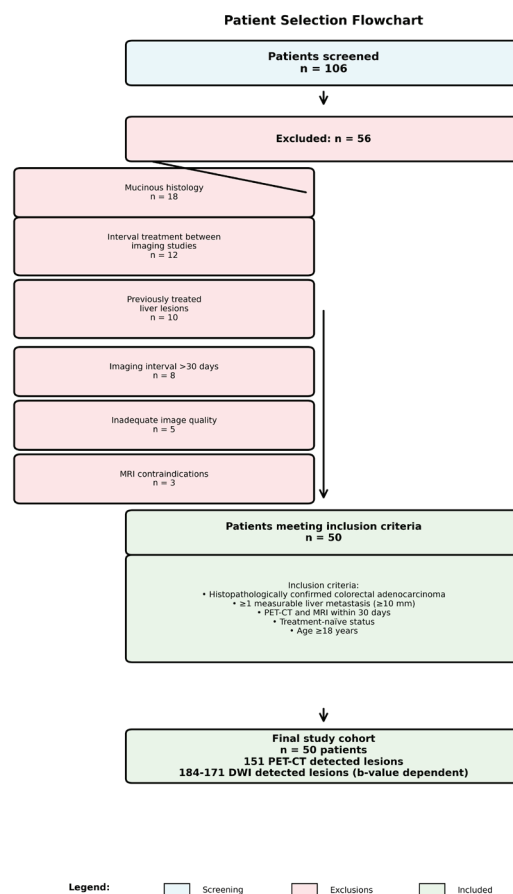 Patient Selection Flowchart
Patients screened
n = 106
Excluded: n = 56
Mucinous histology
n = 18
Interval treatment between
imaging studies
n = 12
Previously treated
liver lesions
n = 10
Imaging interval >30 days
n = 8
Inadequate image quality
n = 5
MRI contraindications
n = 3
Patients meeting inclusion criteria
n = 50
Inclusion criteria:
• Histopathologically confirmed colorectal adenocarcinoma
• ≥1 measurable liver metastasis (≥10 mm)
• PET-CT and MRI within 30 days
• Treatment-naïve status
• Age ≥18 years
Final study cohort
n = 50 patients
151 PET-CT detected lesions
184-171 DWI detected lesions (b-value dependent)
Legend: Screening Exclusions Included